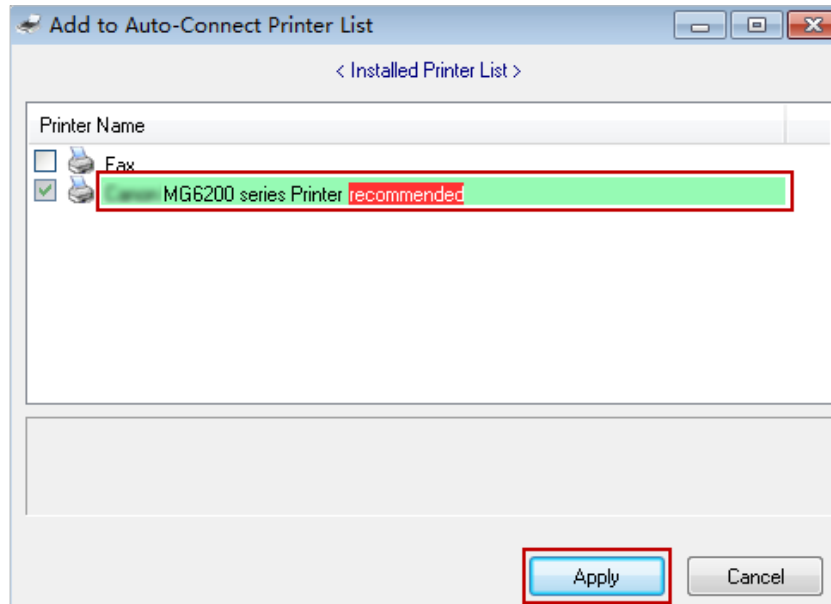 Add to Auto-Connect Printer List
< Installed Printer List >
Printer Name
Fax
MG6200 series Printer recommended
Apply
Cancel